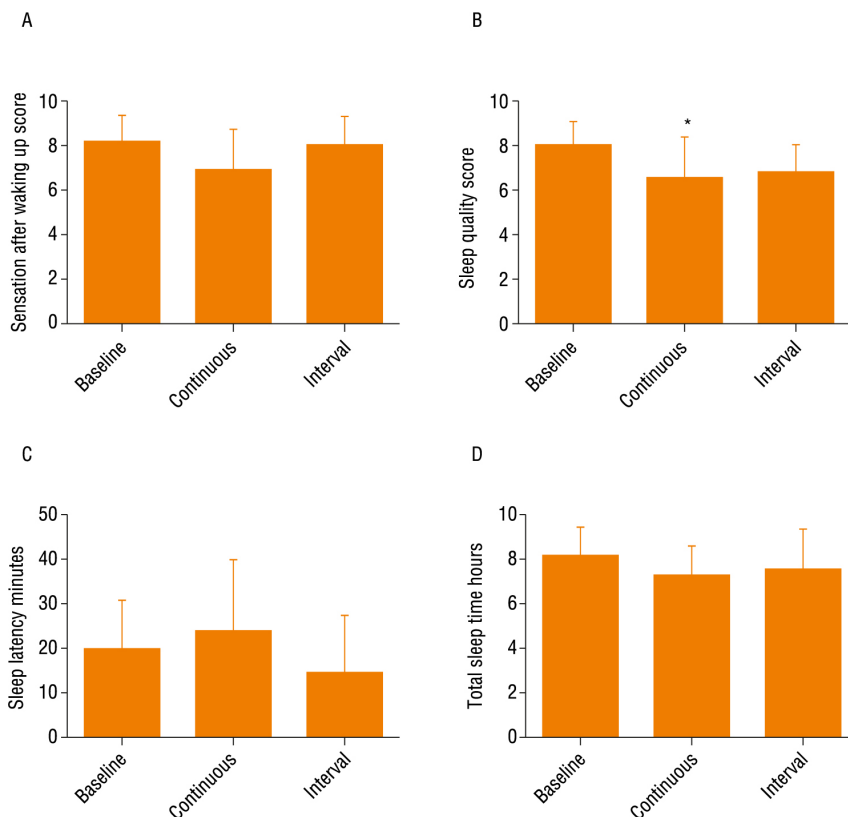 A
Sensation after waking up score
10
8
6
4
2
0
Baseline
Continuous
Interval
B
Sleep quality score
10
8
6
4
2
0
*
Baseline
Continuous
Interval
C
Sleep latency minutes
50
40
30
20
10
0
Baseline
Continuous
Interval
D
Total sleep time hours
10
8
6
4
2
0
Baseline
Continuous
Interval